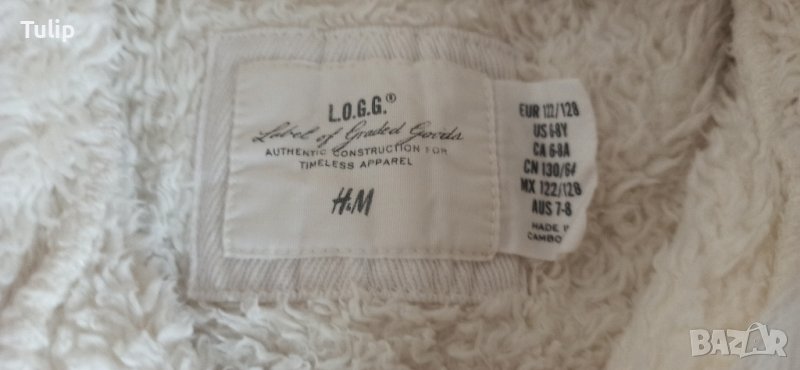 Tulip
L.O.G.G.®
Label of Graded Goods
AUTHENTIC CONSTRUCTION FOR
TIMELESS APPAREL
H&M
EUR 122/128
US 6-8Y
CA 6-8A
CN 130/64
MX 122/128
AUS 7-8
MADE I
CAMBO
BAZAR